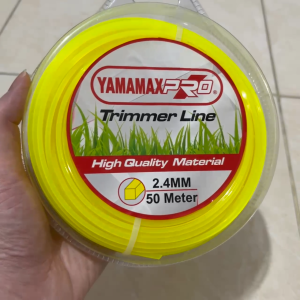 YAMAMAXPRO®
Trimmer Line
High Quality Material
2.4MM
50 Meter